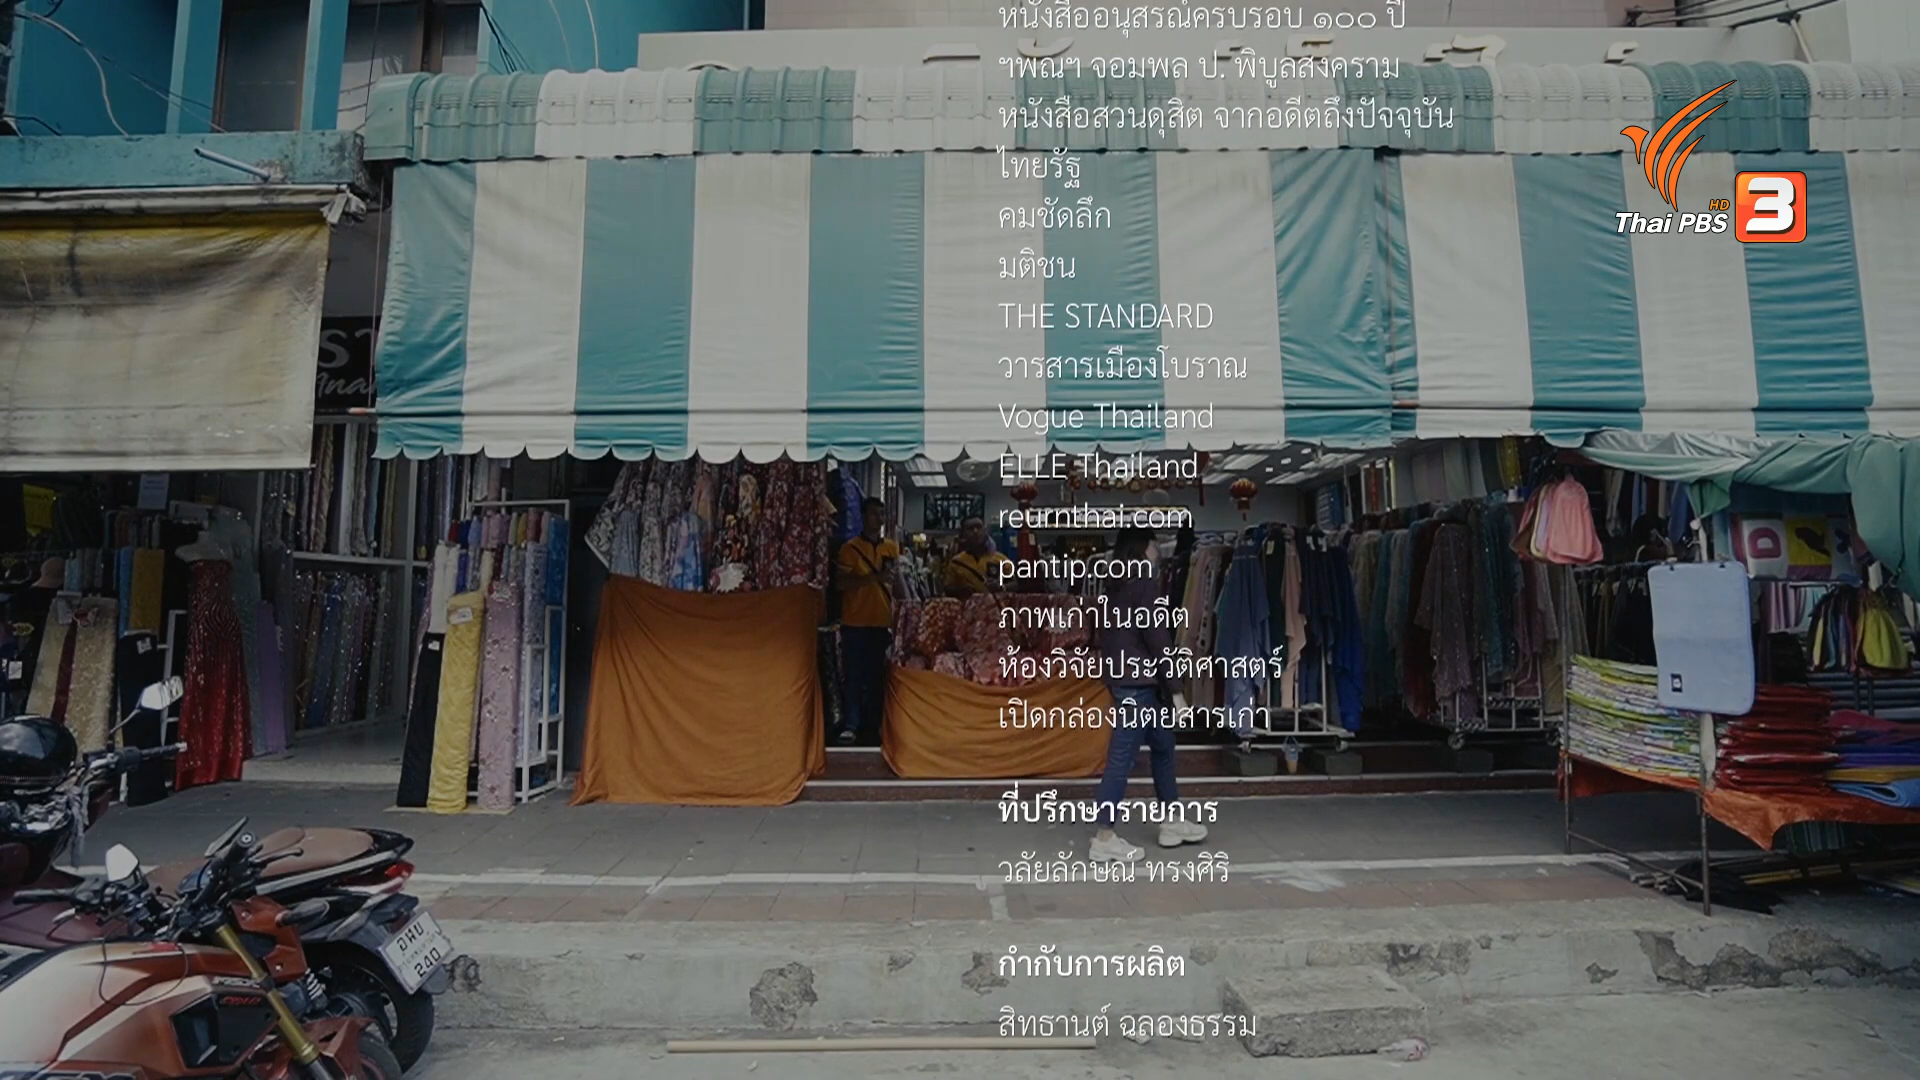 หนังสืออนุสรณ์ครบรอบ ๑๐๐ ปี
ฯพณฯ จอมพล ป. พิบูลสงคราม
หนังสือสวนดุสิต จากอดีตถึงปัจจุบัน
ไทยรัฐ
คมชัดลึก
มติชน
THE STANDARD
วารสารเมืองโบราณ
Vogue Thailand
ELLE Thailand
reurnthai.com
pantip.com
ภาพเก่าในอดีต
ห้องวิจัยประวัติศาสตร์
เปิดกล่องนิตยสารเก่า
ที่ปรึกษารายการ
วลัยลักษณ์ ทรงศิริ
กำกับการผลิต
สิทธานต์ ฉลองธรรม
Thai PBS HD 3
240